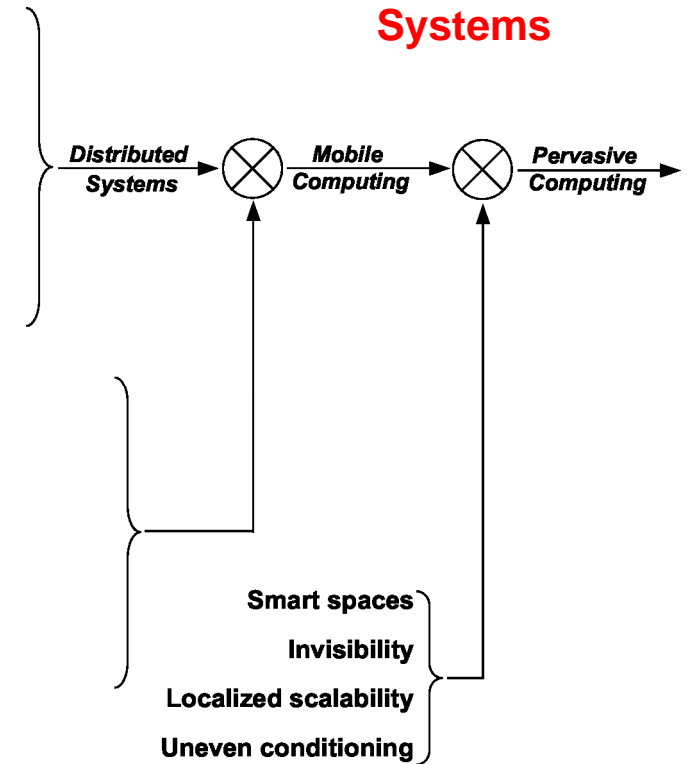 Systems
Distributed
Systems
Mobile
Computing
Pervasive
Computing
Smart spaces
Invisibility
Localized scalability
Uneven conditioning